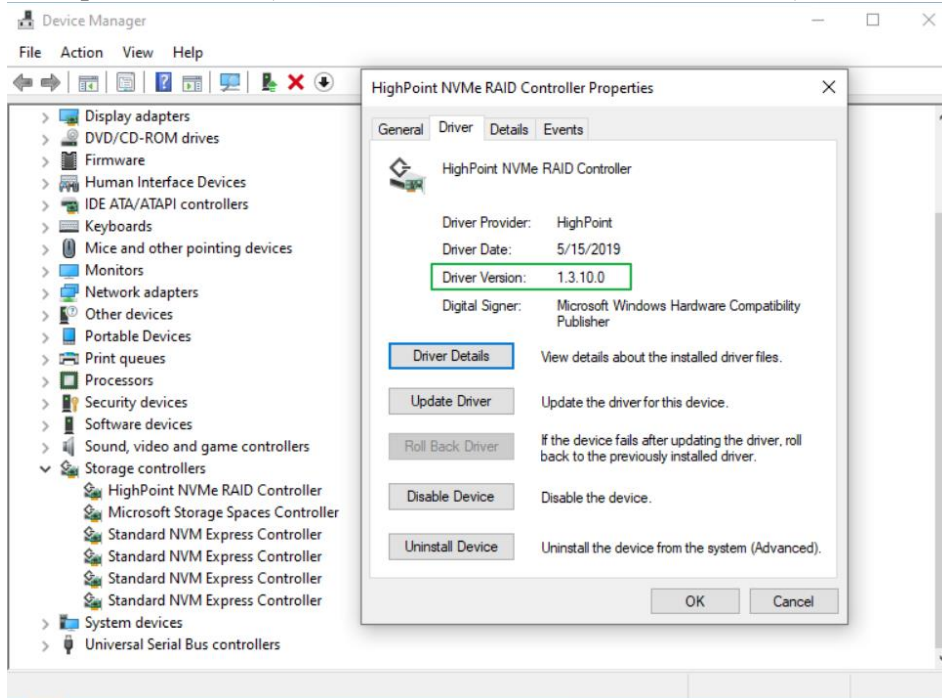 Device Manager
File Action View Help
Display adapters
DVD/CD-ROM drives
Firmware
Human Interface Devices
IDE ATA/ATAPI controllers
Keyboards
Mice and other pointing devices
Monitors
Network adapters
Other devices
Portable Devices
Print queues
Processors
Security devices
Software devices
Sound, video and game controllers
Storage controllers
HighPoint NVMe RAID Controller
Microsoft Storage Spaces Controller
Standard NVM Express Controller
Standard NVM Express Controller
Standard NVM Express Controller
Standard NVM Express Controller
System devices
Universal Serial Bus controllers
HighPoint NVMe RAID Controller Properties
General Driver Details Events
HighPoint NVMe RAID Controller
Driver Provider: HighPoint
Driver Date: 5/15/2019
Driver Version: 1.3.10.0
Digital Signer: Microsoft Windows Hardware Compatibility
Publisher
Driver Details View details about the installed driver files.
Update Driver Update the driver for this device.
Roll Back Driver If the device fails after updating the driver, roll
back to the previously installed driver.
Disable Device Disable the device.
Uninstall Device Uninstall the device from the system (Advanced).
OK Cancel